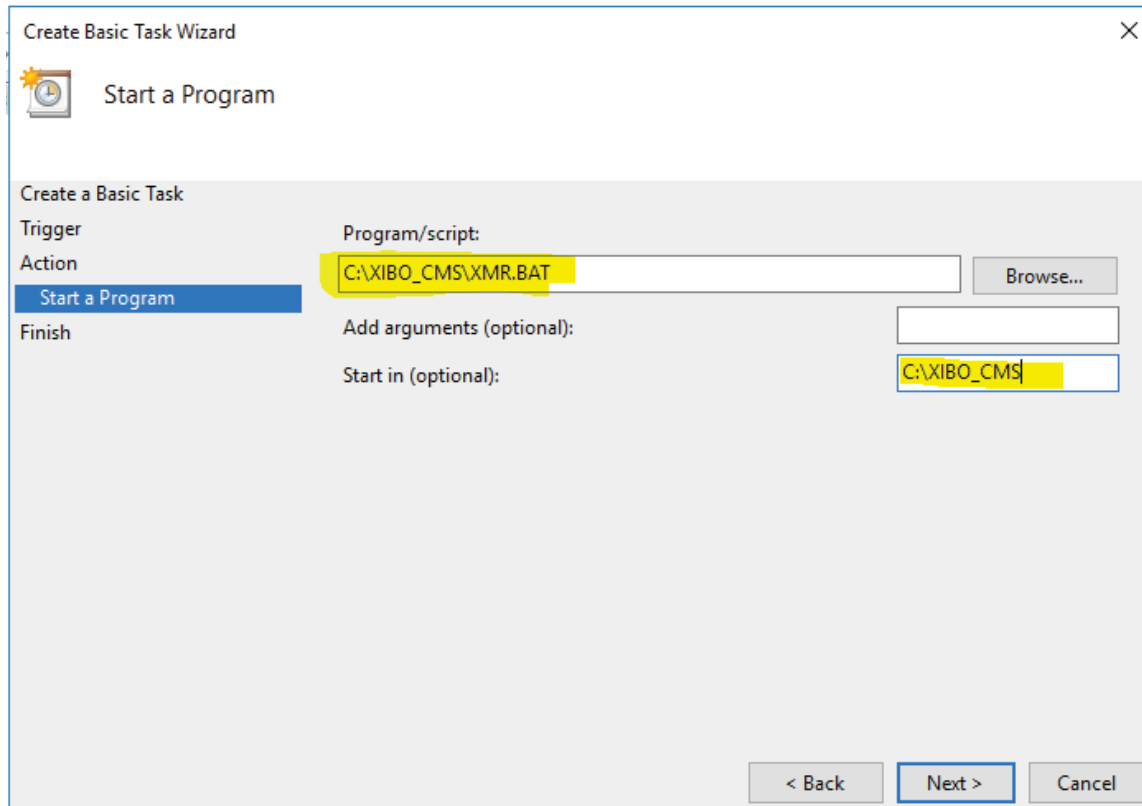 Create Basic Task Wizard
Start a Program
Create a Basic Task
Trigger
Action
Start a Program
Finish
Program/script:
C:\XIBO_CMS\XMR.BAT
Browse...
Add arguments (optional):
Start in (optional):
C:\XIBO_CMS
< Back
Next >
Cancel